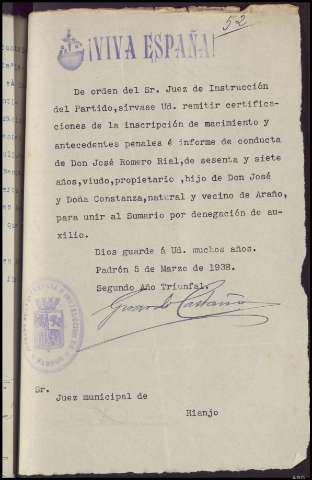 52
¡VIVA ESPAÑA!
De orden del Sr. Juez de Instrucción
del Partido,sírvase Ud. remitir certifica-
ciones de la inscripción de macimiento y
antecedentes penales é informe de conducta
de Don José Romero Rial,de sesenta y siete
años,viudo,propietario ,hijo de Don José
y Doña Constanza,natural y vecino de Araño,
para unir al Sumario por denegación de au-
xilio.
Dios guarde á Ud. muchos años.
Padrón 5 de Marzo de 1938.
Segundo Año Triunfal.
Gerardo Castaño
Sr.
Juez municipal de
Rianjo